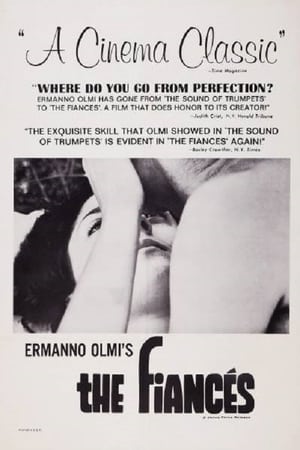 "A Cinema Classic"
—Time Magazine
"WHERE DO YOU GO FROM PERFECTION?
ERMANNO OLMI HAS GONE FROM 'THE SOUND OF TRUMPETS'
TO 'THE FIANCES'. A FILM THAT DOES HONOR TO ITS CREATOR!"
—Judith Crist, N.Y. Herald Tribune
"THE EXQUISITE SKILL THAT OLMI SHOWED IN 'THE SOUND
OF TRUMPETS' IS EVIDENT IN 'THE FIANCES' AGAIN!"
—Bosley Crowther, N.Y. Times
ERMANNO OLMI'S
THE FIANCÉS